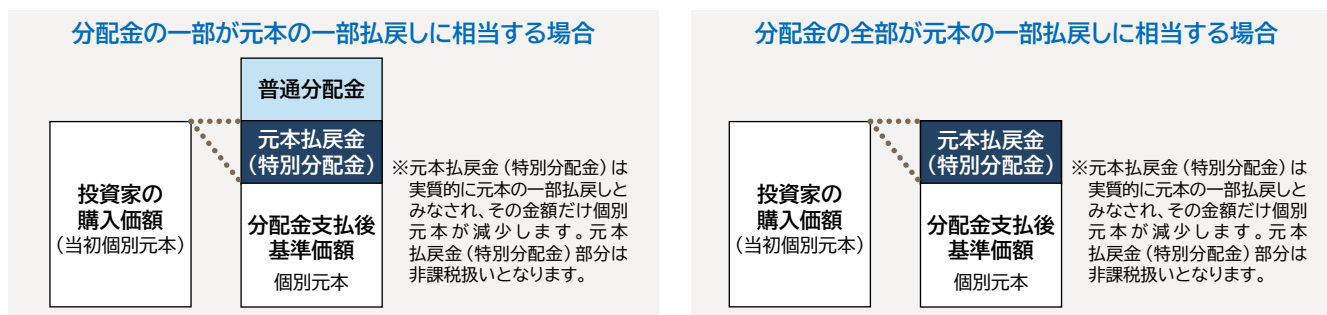 分配金の一部が元本の一部払戻しに相当する場合
普通分配金
元本払戻金
(特別分配金)
投資家の
購入価額
(当初個別元本)
分配金支払後
基準価額
個別元本
※元本払戻金(特別分配金)は
実質的に元本の一部払戻しと
みなされ、その金額だけ個別
元本が減少します。元本
払戻金(特別分配金)部分は
非課税扱いとなります。
分配金の全部が元本の一部払戻しに相当する場合
元本払戻金
(特別分配金)
投資家の
購入価額
(当初個別元本)
分配金支払後
基準価額
個別元本
※元本払戻金(特別分配金)は
実質的に元本の一部払戻しと
みなされ、その金額だけ個別
元本が減少します。元本
払戻金(特別分配金)部分は
非課税扱いとなります。